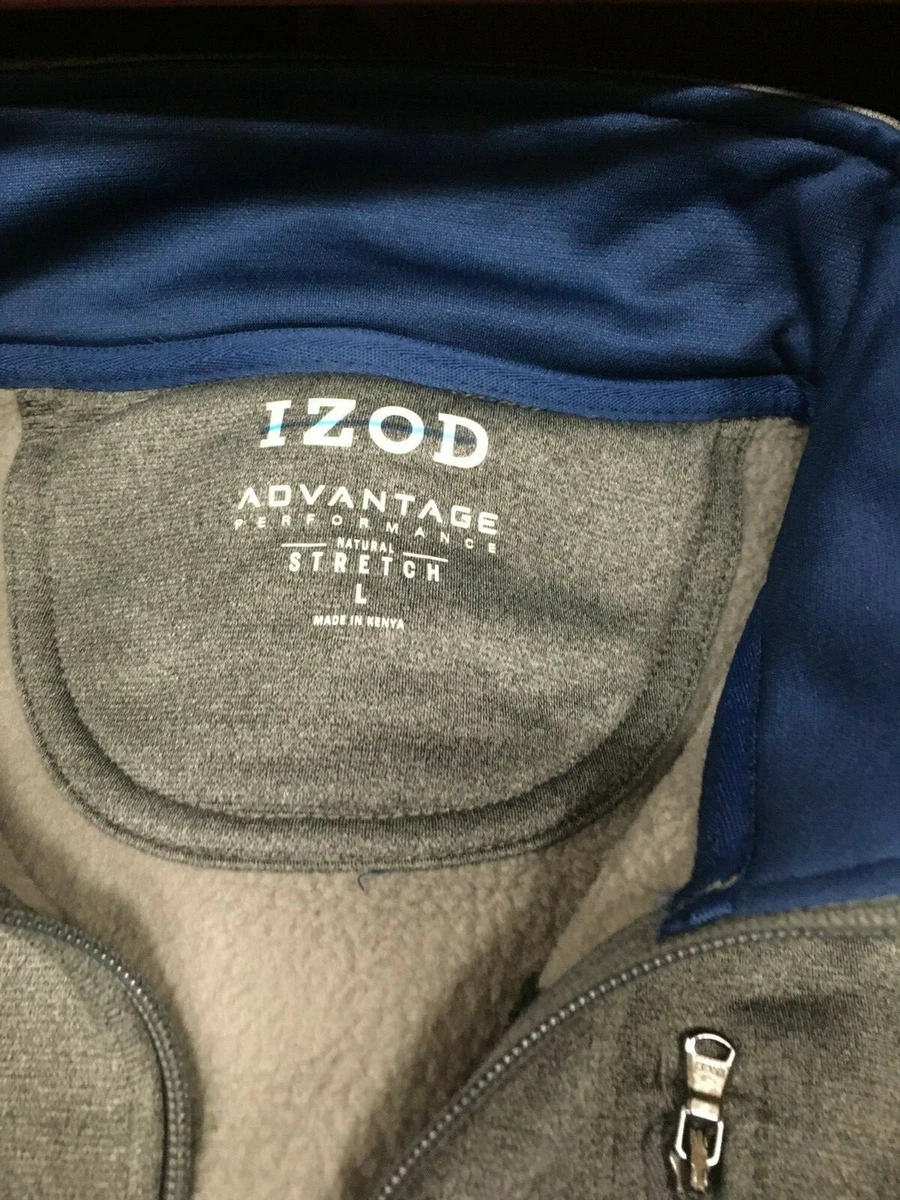 IZOD
ADVANTAGE
PERFORMANCE
NATURAL
STRETCH
L
MADE IN KENYA